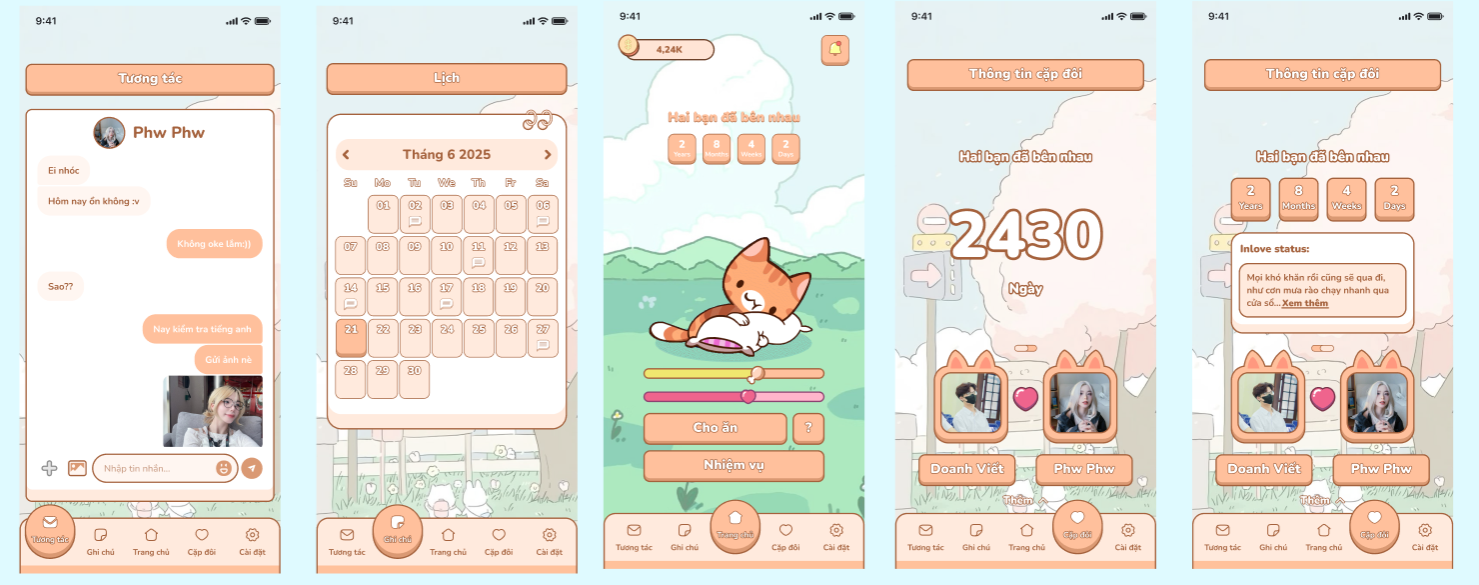 9:41
Tương tác
Phw Phw
Ei nhóc
Hôm nay ổn không :v
Không oke lắm:))
Sao??
Nay kiểm tra tiếng anh
Gửi ảnh nè
Nhập tin nhắn...
Tương tác
Ghi chú
Trang chủ
Cặp đôi
Cài đặt
9:41
Lịch
Tháng 6 2025
Su Mo Tu We Th Fr Sa
01 02 03 04 05 06
07 08 09 10 11 12 13
14 15 16 17 18 19 20
21 22 23 24 25 26 27
28 29 30
Tương tác
Ghi chú
Trang chủ
Cặp đôi
Cài đặt
9:41
4,24K
Hai bạn đã bên nhau
2 8 4 2
Years Months Weeks Days
Cho ăn
?
Nhiệm vụ
Tương tác
Ghi chú
Trang chủ
Cặp đôi
Cài đặt
9:41
Thông tin cặp đôi
Hai bạn đã bên nhau
2430
Ngày
Doanh Viết
Phw Phw
Thêm
Tương tác
Ghi chú
Trang chủ
Cặp đôi
Cài đặt
9:41
Thông tin cặp đôi
Hai bạn đã bên nhau
2 8 4 2
Years Months Weeks Days
Inlove status:
Mọi khó khăn rồi cũng sẽ qua đi,
như cơn mưa rào chạy nhanh qua
cửa sổ...Xem thêm
Doanh Viết
Phw Phw
Thêm
Tương tác
Ghi chú
Trang chủ
Cặp đôi
Cài đặt